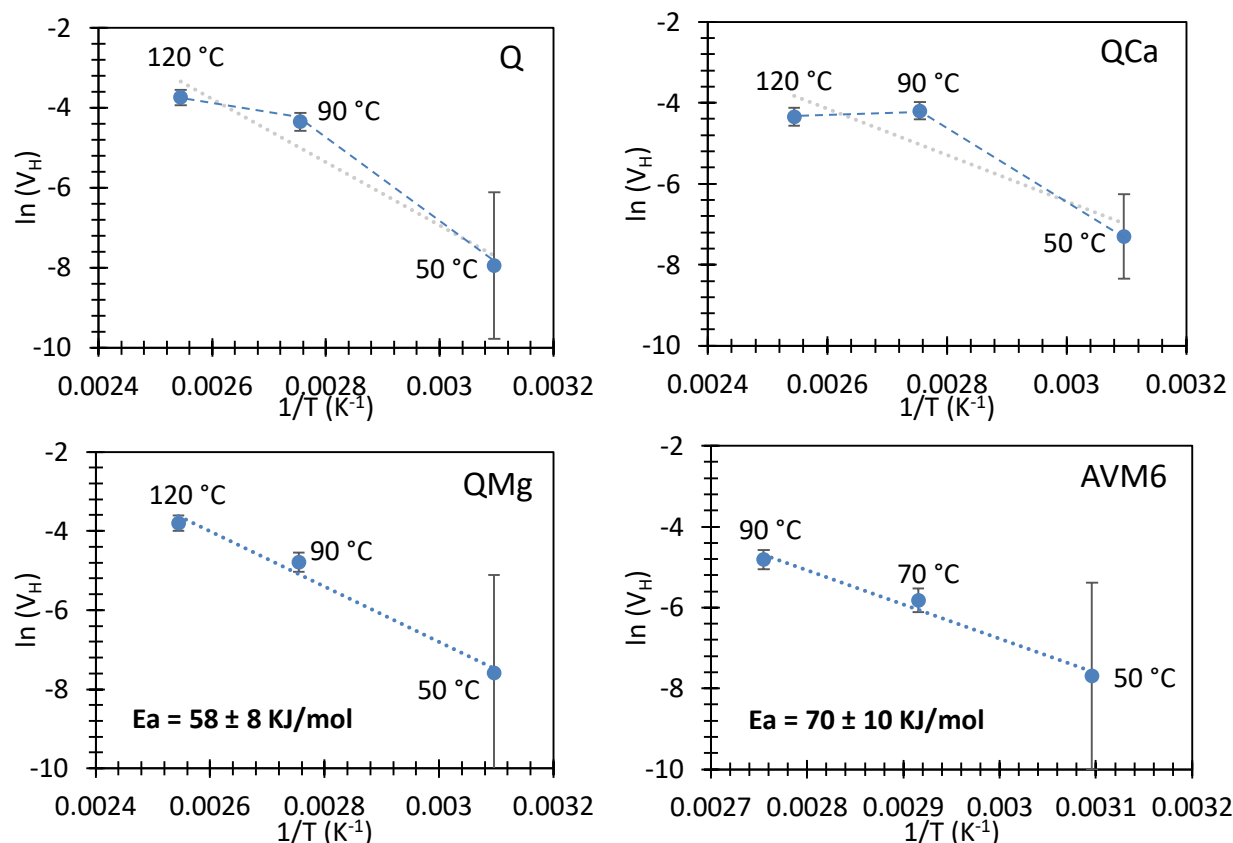 Q
-2
-4
-6
-8
-10
ln (V_H)
120 °C
90 °C
50 °C
0.0024 0.0026 0.0028 0.003 0.0032
1/T (K⁻¹)
QCa
-2
-4
-6
-8
-10
ln (V_H)
120 °C
90 °C
50 °C
0.0024 0.0026 0.0028 0.003 0.0032
1/T (K⁻¹)
QMg
-2
-4
-6
-8
-10
ln (V_H)
120 °C
90 °C
50 °C
Ea = 58 ± 8 KJ/mol
0.0024 0.0026 0.0028 0.003 0.0032
1/T (K⁻¹)
AVM6
-2
-4
-6
-8
-10
ln (V_H)
90 °C
70 °C
50 °C
Ea = 70 ± 10 KJ/mol
0.0027 0.0028 0.0029 0.003 0.0031 0.0032
1/T (K⁻¹)